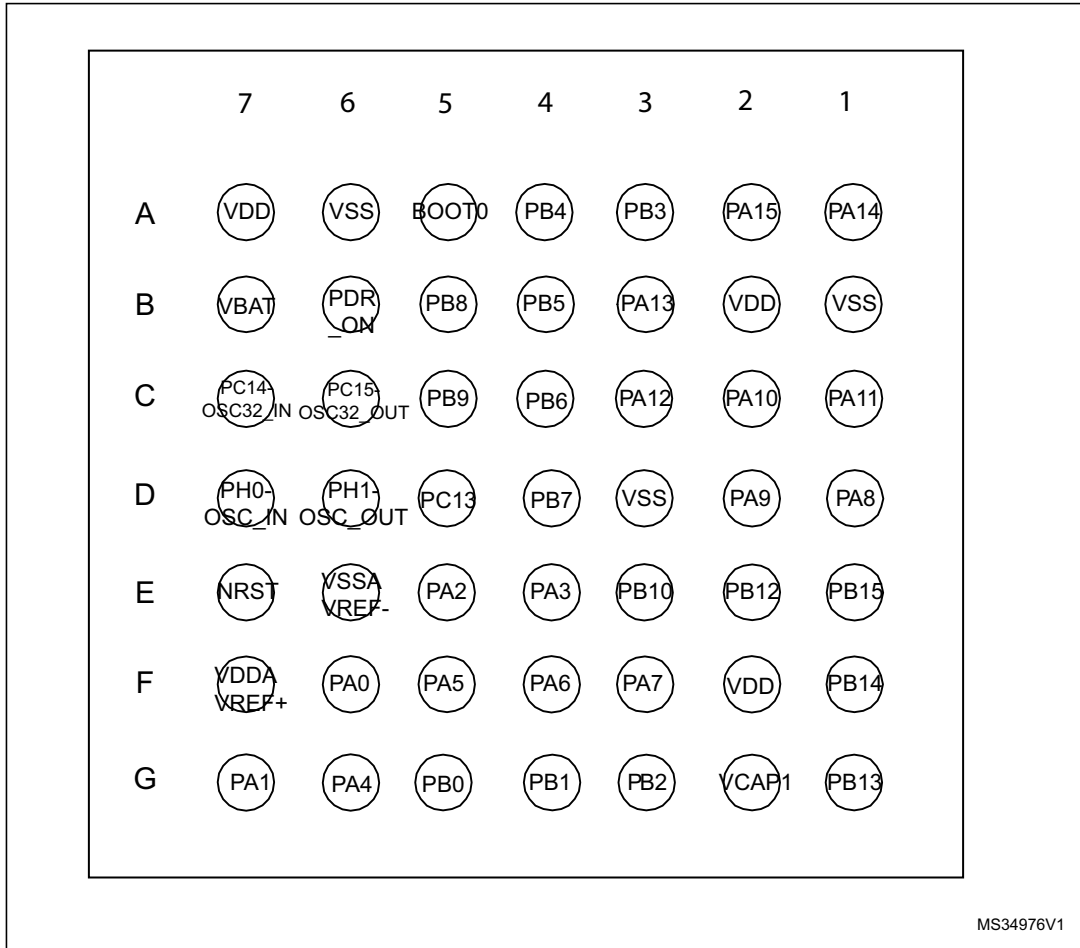 7 6 5 4 3 2 1
A VDD VSS BOOT0 PB4 PB3 PA15 PA14
B VBAT PDR PB8 PB5 PA13 VDD VSS
_ON
C PC14- PC15- PB9 PB6 PA12 PA10 PA11
OSC32_IN OSC32_OUT
D PH0- PH1- PC13 PB7 VSS PA9 PA8
OSC_IN OSC_OUT
E NRST VSSA PA2 PA3 PB10 PB12 PB15
VREF-
F VDDA PA0 PA5 PA6 PA7 VDD PB14
VREF+
G PA1 PA4 PB0 PB1 PB2 VCAP1 PB13
MS34976V1